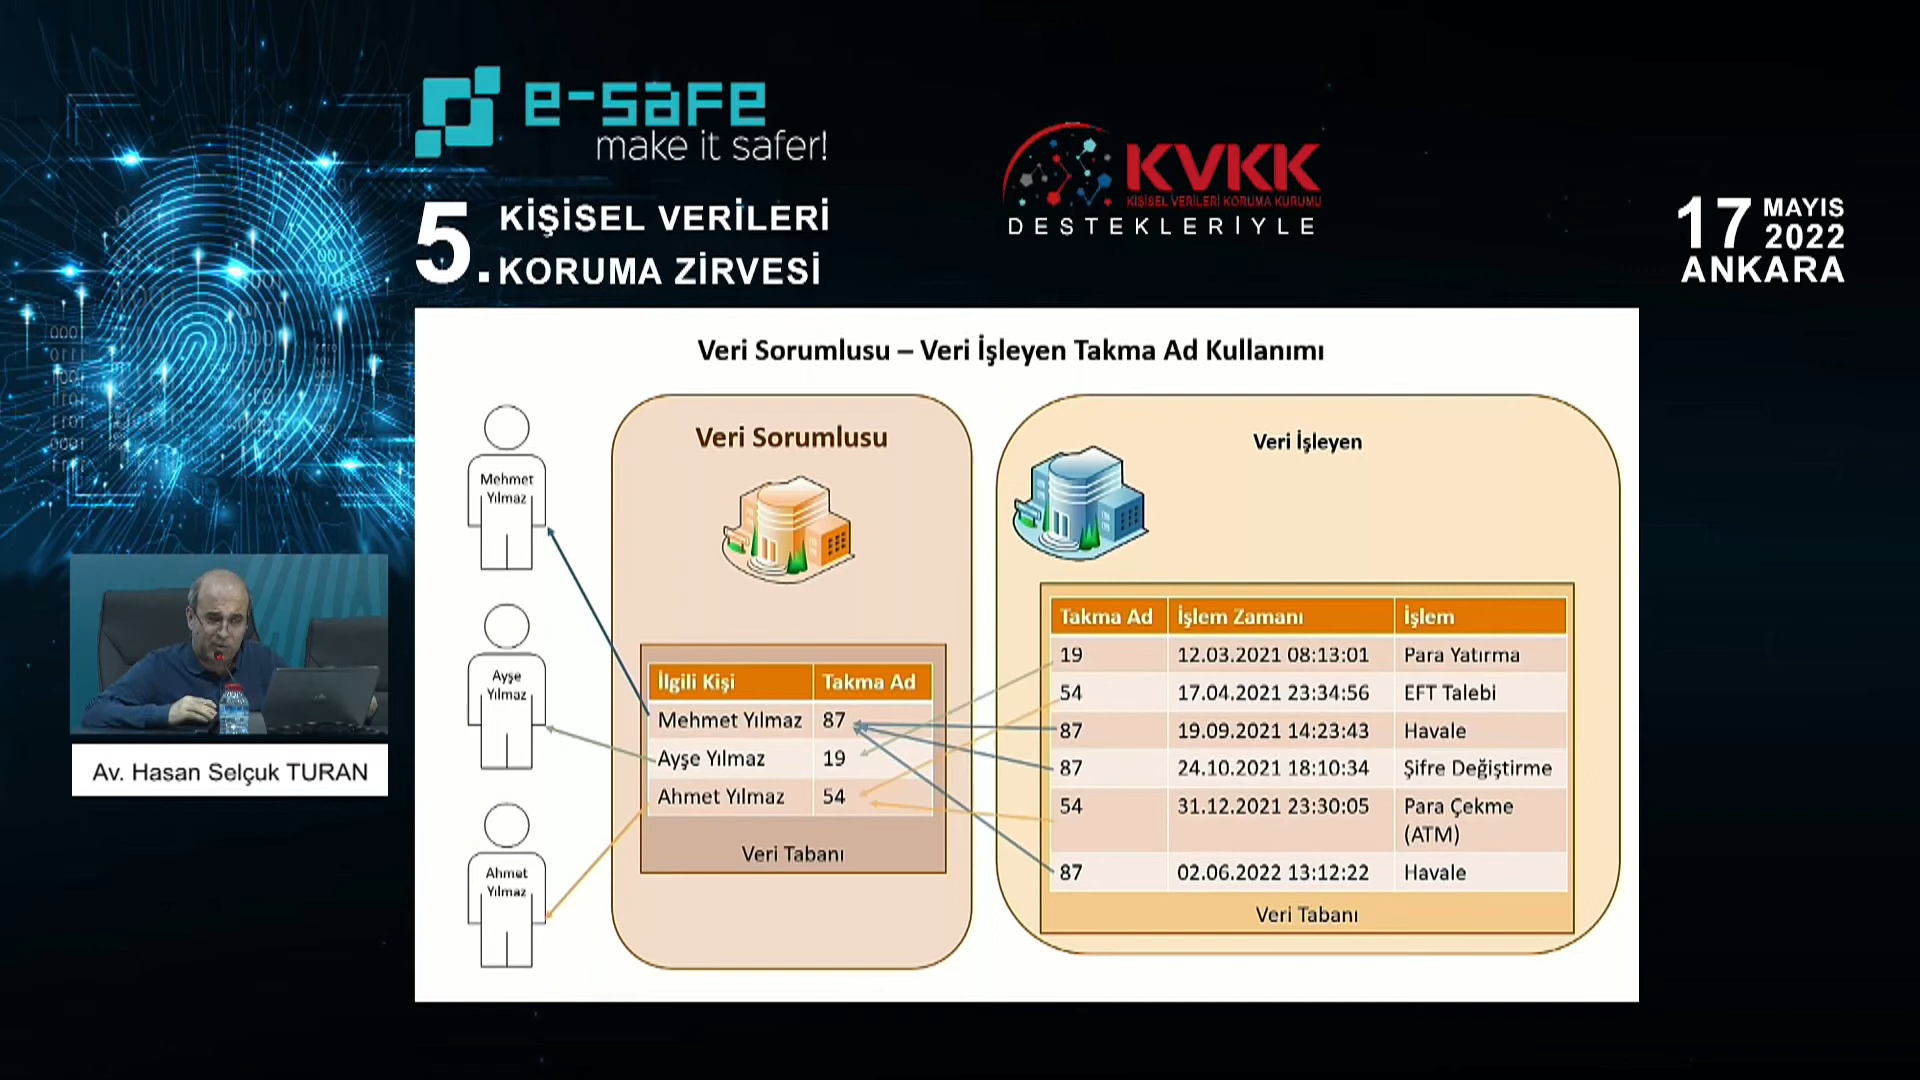 e-safe
make it safer!
5. KİŞİSEL VERİLERİ
KORUMA ZİRVESİ
KVKK
KİŞİSEL VERİLERİ KORUMA KURUMU
DESTEKLERİYLE
17 MAYIS
2022
ANKARA
Veri Sorumlusu – Veri İşleyen Takma Ad Kullanımı
Mehmet
Yılmaz
Ayşe
Yılmaz
Ahmet
Yılmaz
Veri Sorumlusu
İlgili Kişi Takma Ad
Mehmet Yılmaz 87
Ayşe Yılmaz 19
Ahmet Yılmaz 54
Veri Tabanı
Veri İşleyen
Takma Ad İşlem Zamanı İşlem
19 12.03.2021 08:13:01 Para Yatırma
54 17.04.2021 23:34:56 EFT Talebi
87 19.09.2021 14:23:43 Havale
87 24.10.2021 18:10:34 Şifre Değiştirme
54 31.12.2021 23:30:05 Para Çekme
(ATM)
87 02.06.2022 13:12:22 Havale
Veri Tabanı
Av. Hasan Selçuk TURAN